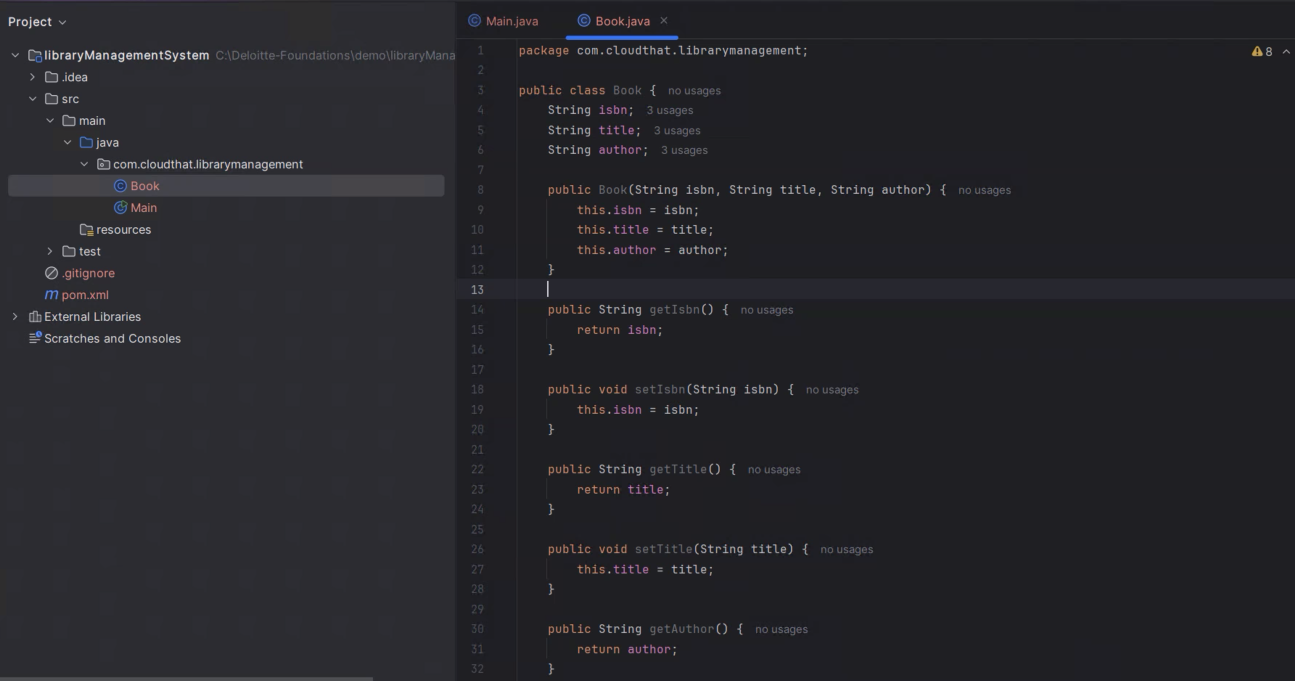 Project
libraryManagementSystem C:\Deloitte-Foundations\demo\libraryMana
.idea
src
main
java
com.cloudthat.librarymanagement
Book
Main
resources
test
.gitignore
pom.xml
External Libraries
Scratches and Consoles
Main.java Book.java
8
1 package com.cloudthat.librarymanagement;
2
3 public class Book { no usages
4 String isbn; 3 usages
5 String title; 3 usages
6 String author; 3 usages
7
8 public Book(String isbn, String title, String author) { no usages
9 this.isbn = isbn;
10 this.title = title;
11 this.author = author;
12 }
13
14 public String getIsbn() { no usages
15 return isbn;
16 }
17
18 public void setIsbn(String isbn) { no usages
19 this.isbn = isbn;
20 }
21
22 public String getTitle() { no usages
23 return title;
24 }
25
26 public void setTitle(String title) { no usages
27 this.title = title;
28 }
29
30 public String getAuthor() { no usages
31 return author;
32 }